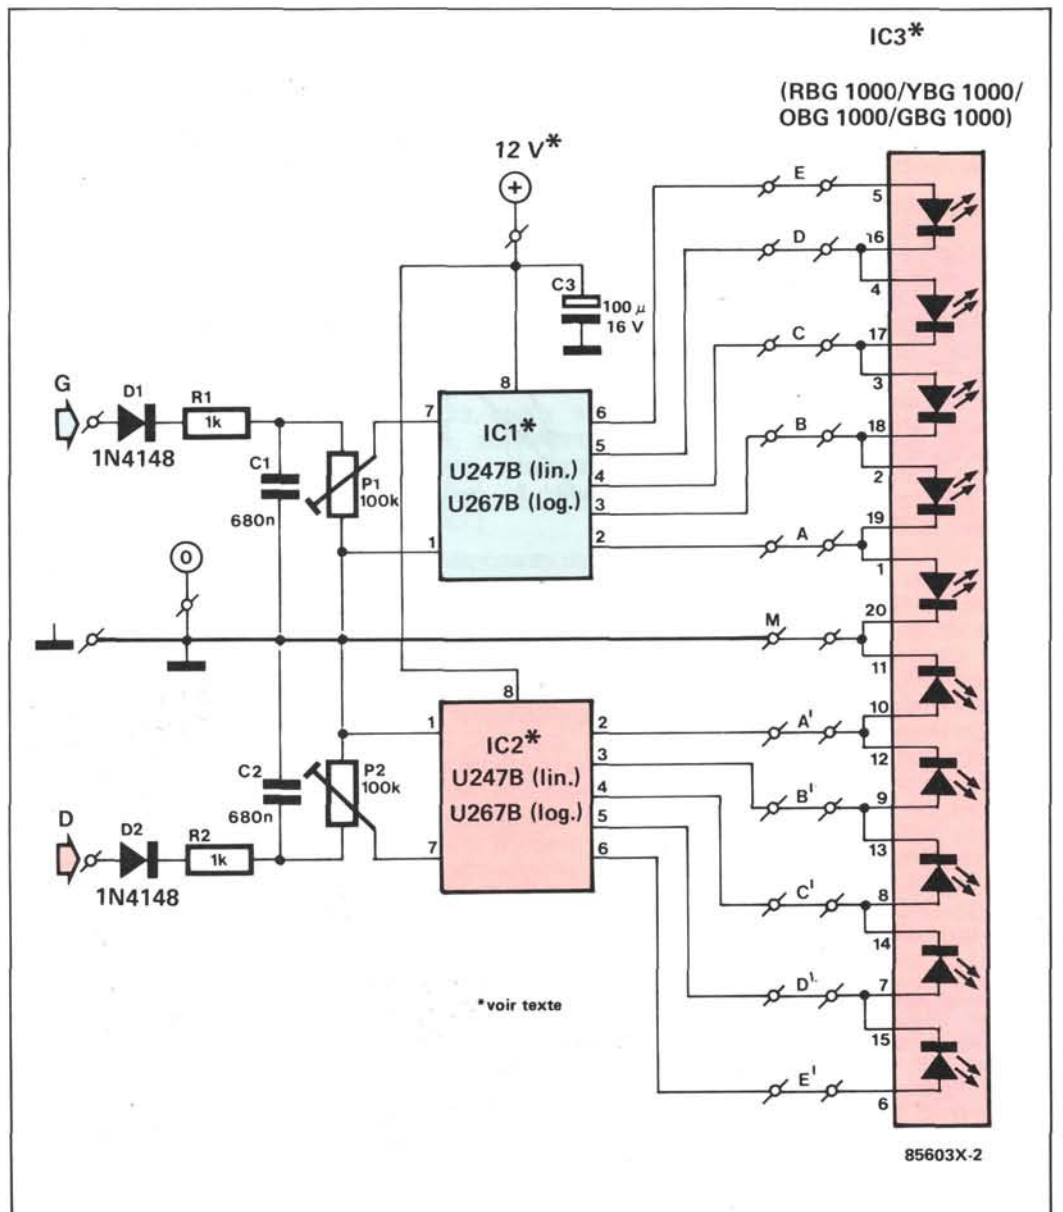 IC3*
(RBG 1000/YBG 1000/
OBG 1000/GBG 1000)
12 V*
+
C3
100 µ
16 V
E
5
D
16
4
C
17
3
B
18
2
A
19
1
M
20
11
A'
10
12
B'
9
13
C'
8
14
D'
7
15
E'
6
G
D1
1N4148
R1
1k
C1
680n
P1
100k
0
8
7
1
IC1*
U247B (lin.)
U267B (log.)
6
5
4
3
2
8
1
7
IC2*
U247B (lin.)
U267B (log.)
2
3
4
5
6
C2
680n
P2
100k
D
D2
1N4148
R2
1k
*voir texte
85603X-2